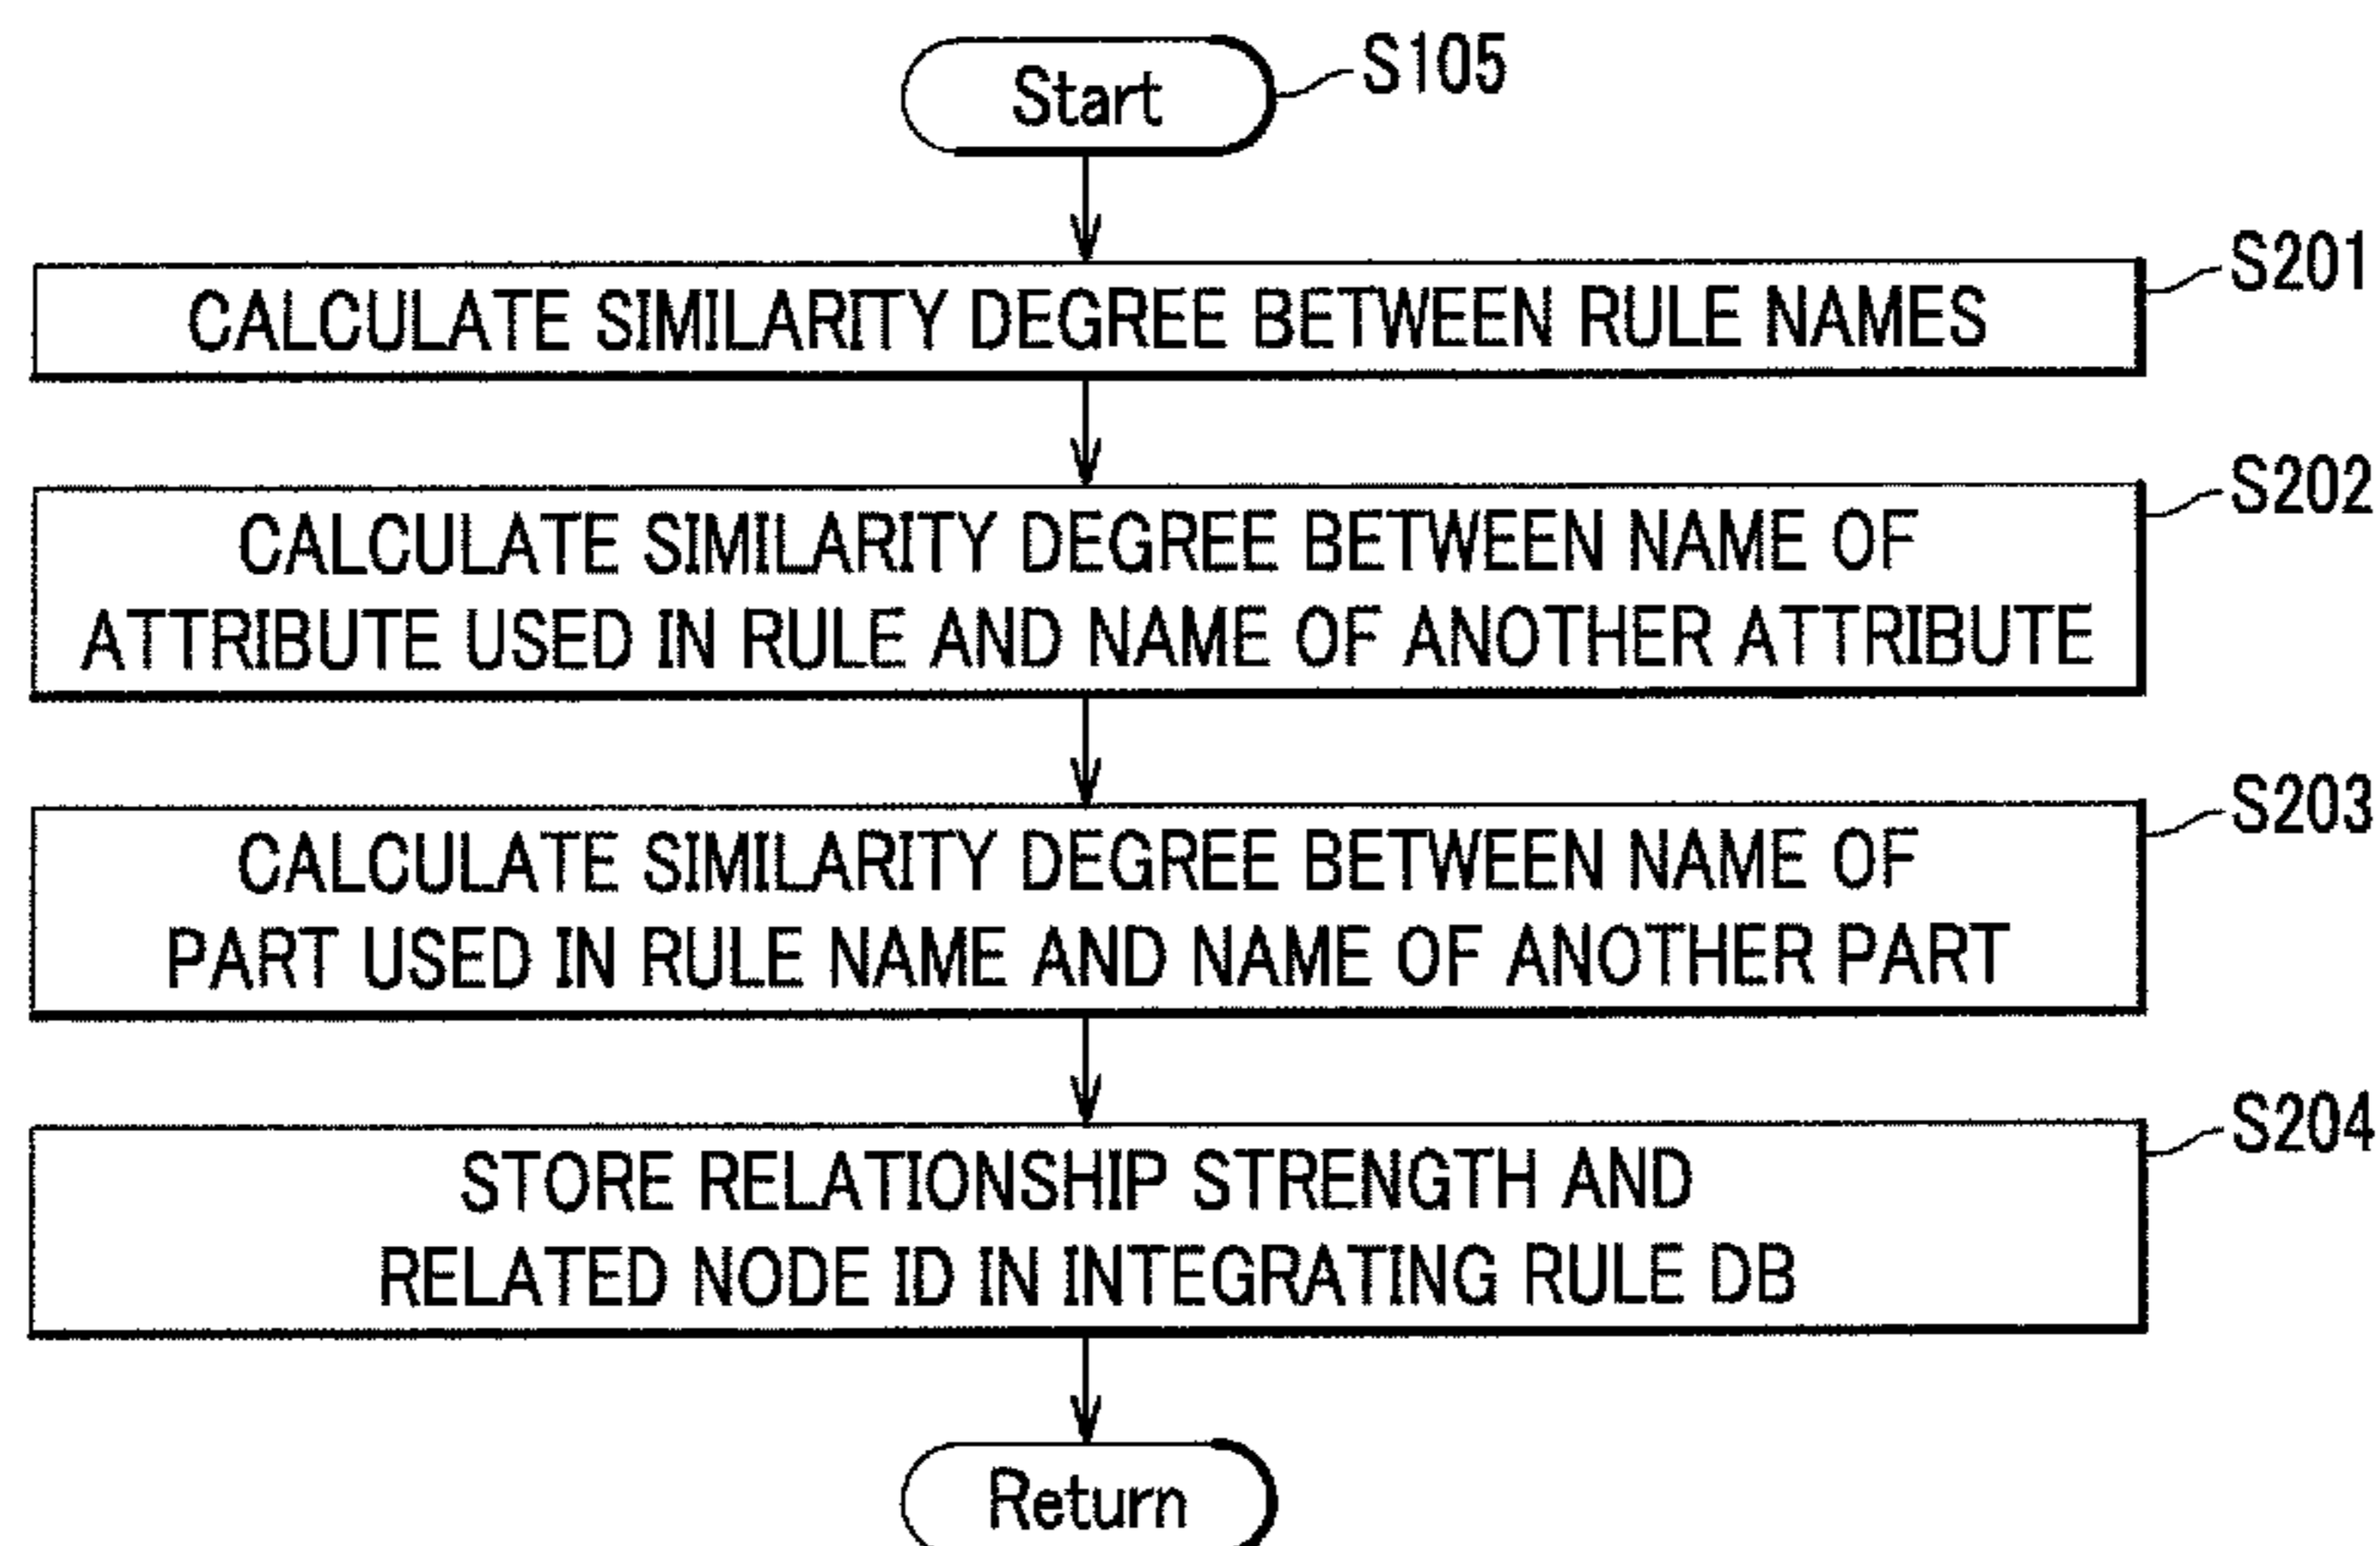 Start
S105
CALCULATE SIMILARITY DEGREE BETWEEN RULE NAMES
S201
CALCULATE SIMILARITY DEGREE BETWEEN NAME OF
ATTRIBUTE USED IN RULE AND NAME OF ANOTHER ATTRIBUTE
S202
CALCULATE SIMILARITY DEGREE BETWEEN NAME OF
PART USED IN RULE NAME AND NAME OF ANOTHER PART
S203
STORE RELATIONSHIP STRENGTH AND
RELATED NODE ID IN INTEGRATING RULE DB
S204
Return